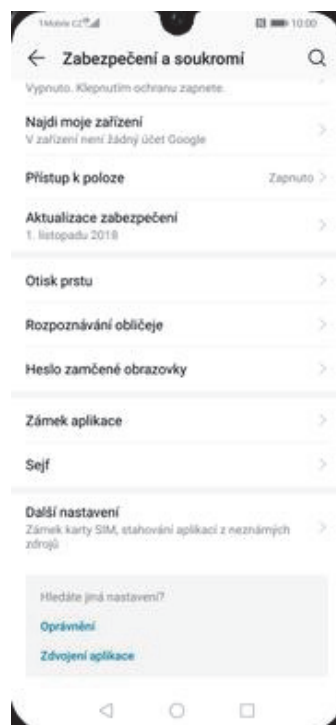 T-Mobile CZ
10:00
Zabezpečení a soukromí
Vypnuto. Klepnutím ochranu zapnete.
Najdi moje zařízení
V zařízení není žádný účet Google
Přístup k poloze
Zapnuto
Aktualizace zabezpečení
1. listopadu 2018
Otisk prstu
Rozpoznávání obličeje
Heslo zamčené obrazovky
Zámek aplikace
Sejf
Další nastavení
Zámek karty SIM, stahování aplikací z neznámých
zdrojů
Hledáte jiná nastavení?
Oprávnění
Zdvojení aplikace